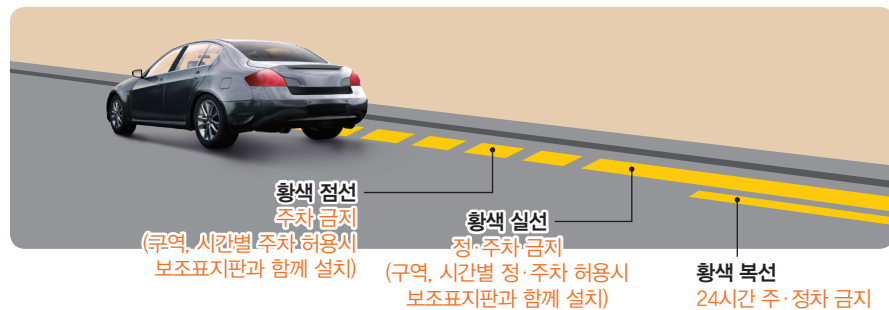 황색 점선
주차 금지
(구역, 시간별 주차 허용시
보조표지판과 함께 설치)
황색 실선
정·주차 금지
(구역, 시간별 정·주차 허용시
보조표지판과 함께 설치)
황색 복선
24시간 주·정차 금지